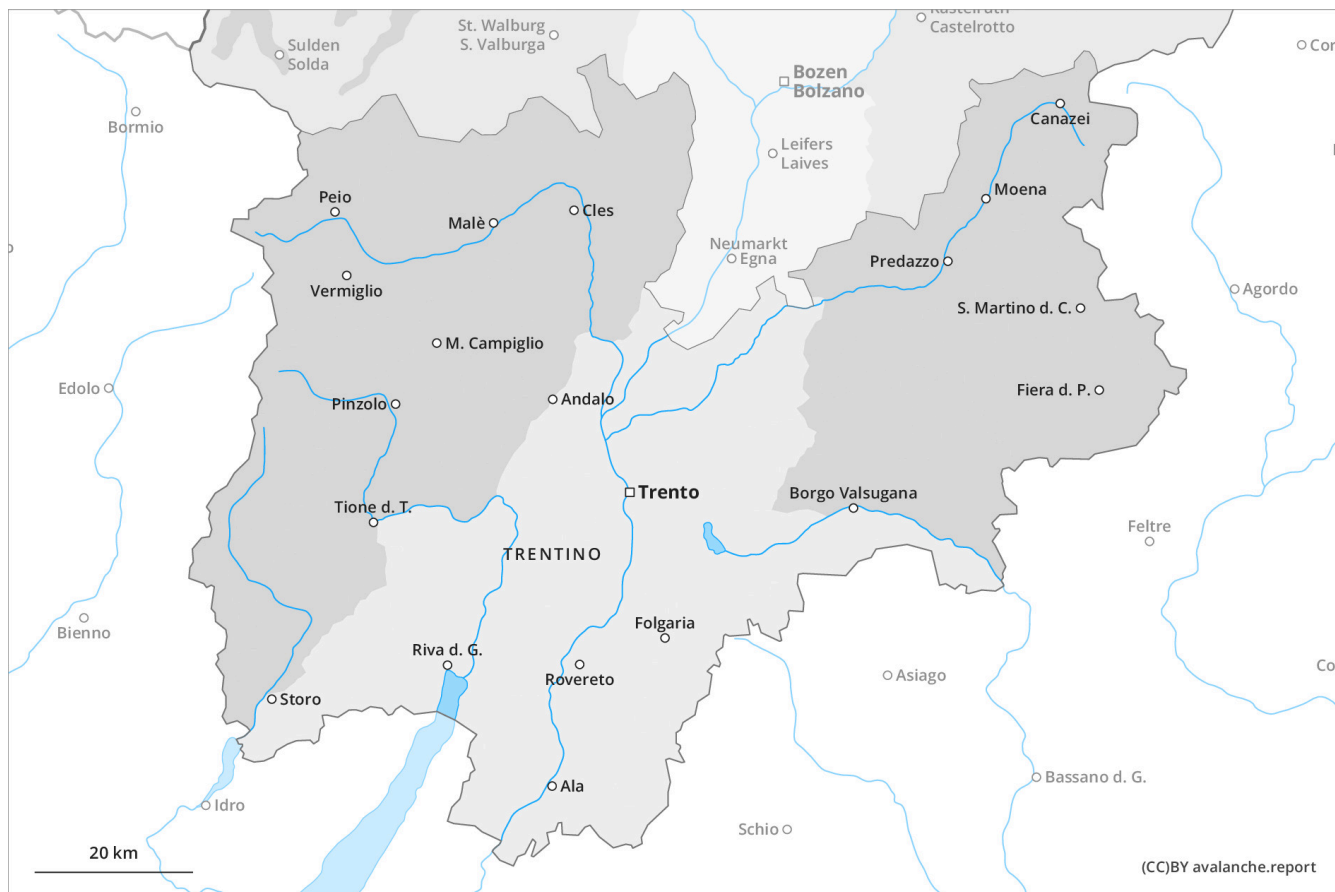 Kastelruth
Castelrotto
St. Walburg
S. Valburga
Sulden
Solda
Bozen
Bolzano
Bormio
Canazei
Leifers
Laives
Moena
Peio
Malè
Cles
Neumarkt
Egna
Predazzo
Vermiglio
Agordo
S. Martino d. C.
M. Campiglio
Edolo
Fiera d. P.
Andalo
Pinzolo
Trento
Borgo Valsugana
Tione d. T.
Feltre
TRENTINO
Bienno
Folgaria
Riva d. G.
Asiago
Rovereto
Storo
Bassano d. G.
Ala
Idro
Schio
20 km
(CC)BY avalanche.report